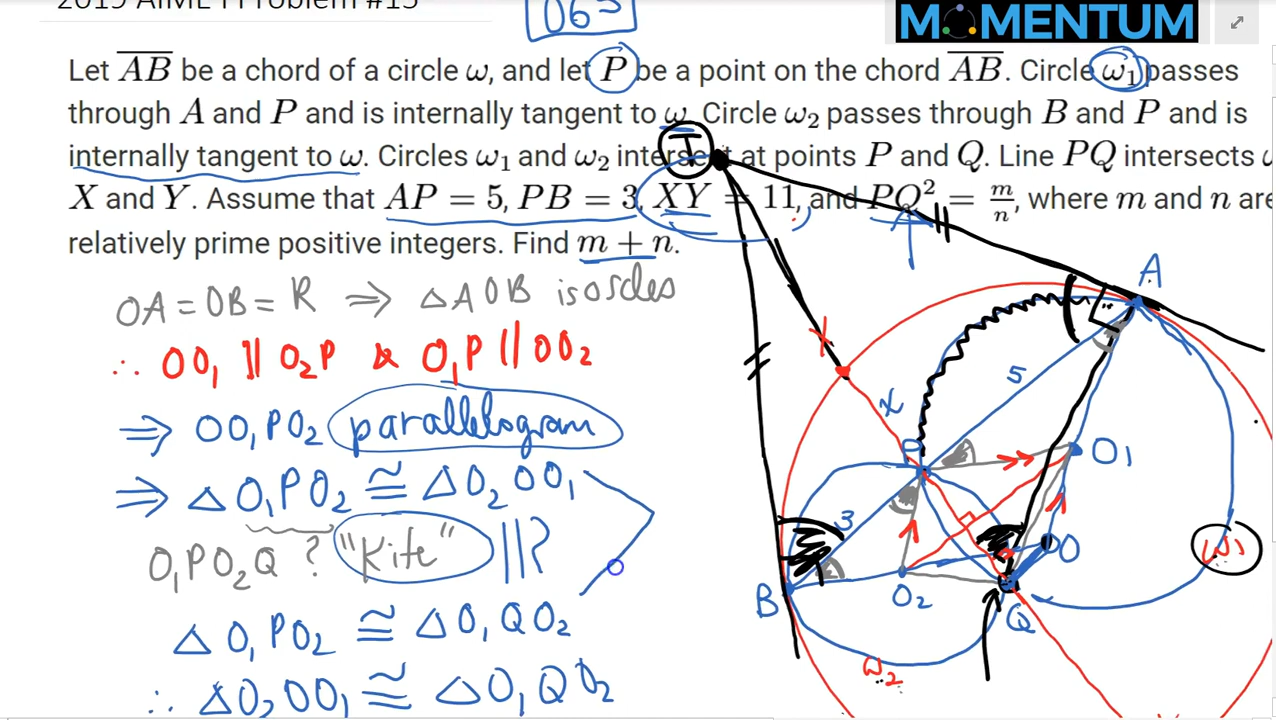 2019 AIME I Problem #15
065
MOMENTUM
Let AB be a chord of a circle ω, and let P be a point on the chord AB. Circle ω₁ passes
through A and P and is internally tangent to ω. Circle ω₂ passes through B and P and is
internally tangent to ω. Circles ω₁ and ω₂ intersect at points P and Q. Line PQ intersects
X and Y. Assume that AP = 5, PB = 3, XY = 11, and PQ² = m/n, where m and n are
relatively prime positive integers. Find m + n.
T
OA = OB = R ⇒ △AOB isoscles
∴ OO₁ || O₂P & O₁P || OO₂
⇒ OO₁PO₂ parallelogram
⇒ △O₁PO₂ ≅ △O₂OO₁
O₁PO₂Q ? "Kite" ||?
△O₁PO₂ ≅ △O₁QO₂
∴ △O₂OO₁ ≅ △O₁QO₂
A
X
x
5
P
O₁
3
O
ω₁
B
O₂
Q
ω₂